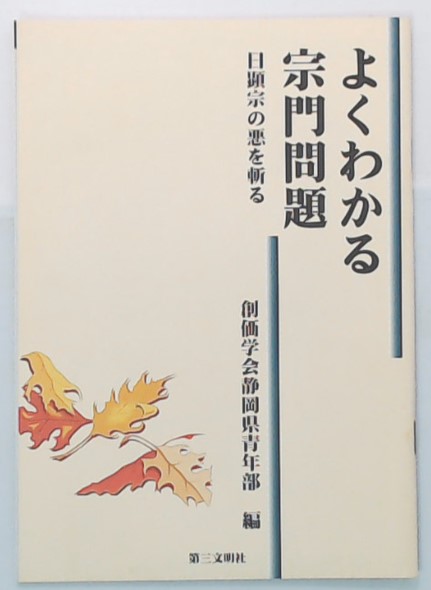 よくわかる
宗門問題
日顕宗の悪を斬る
創価学会静岡県青年部 編
第三文明社